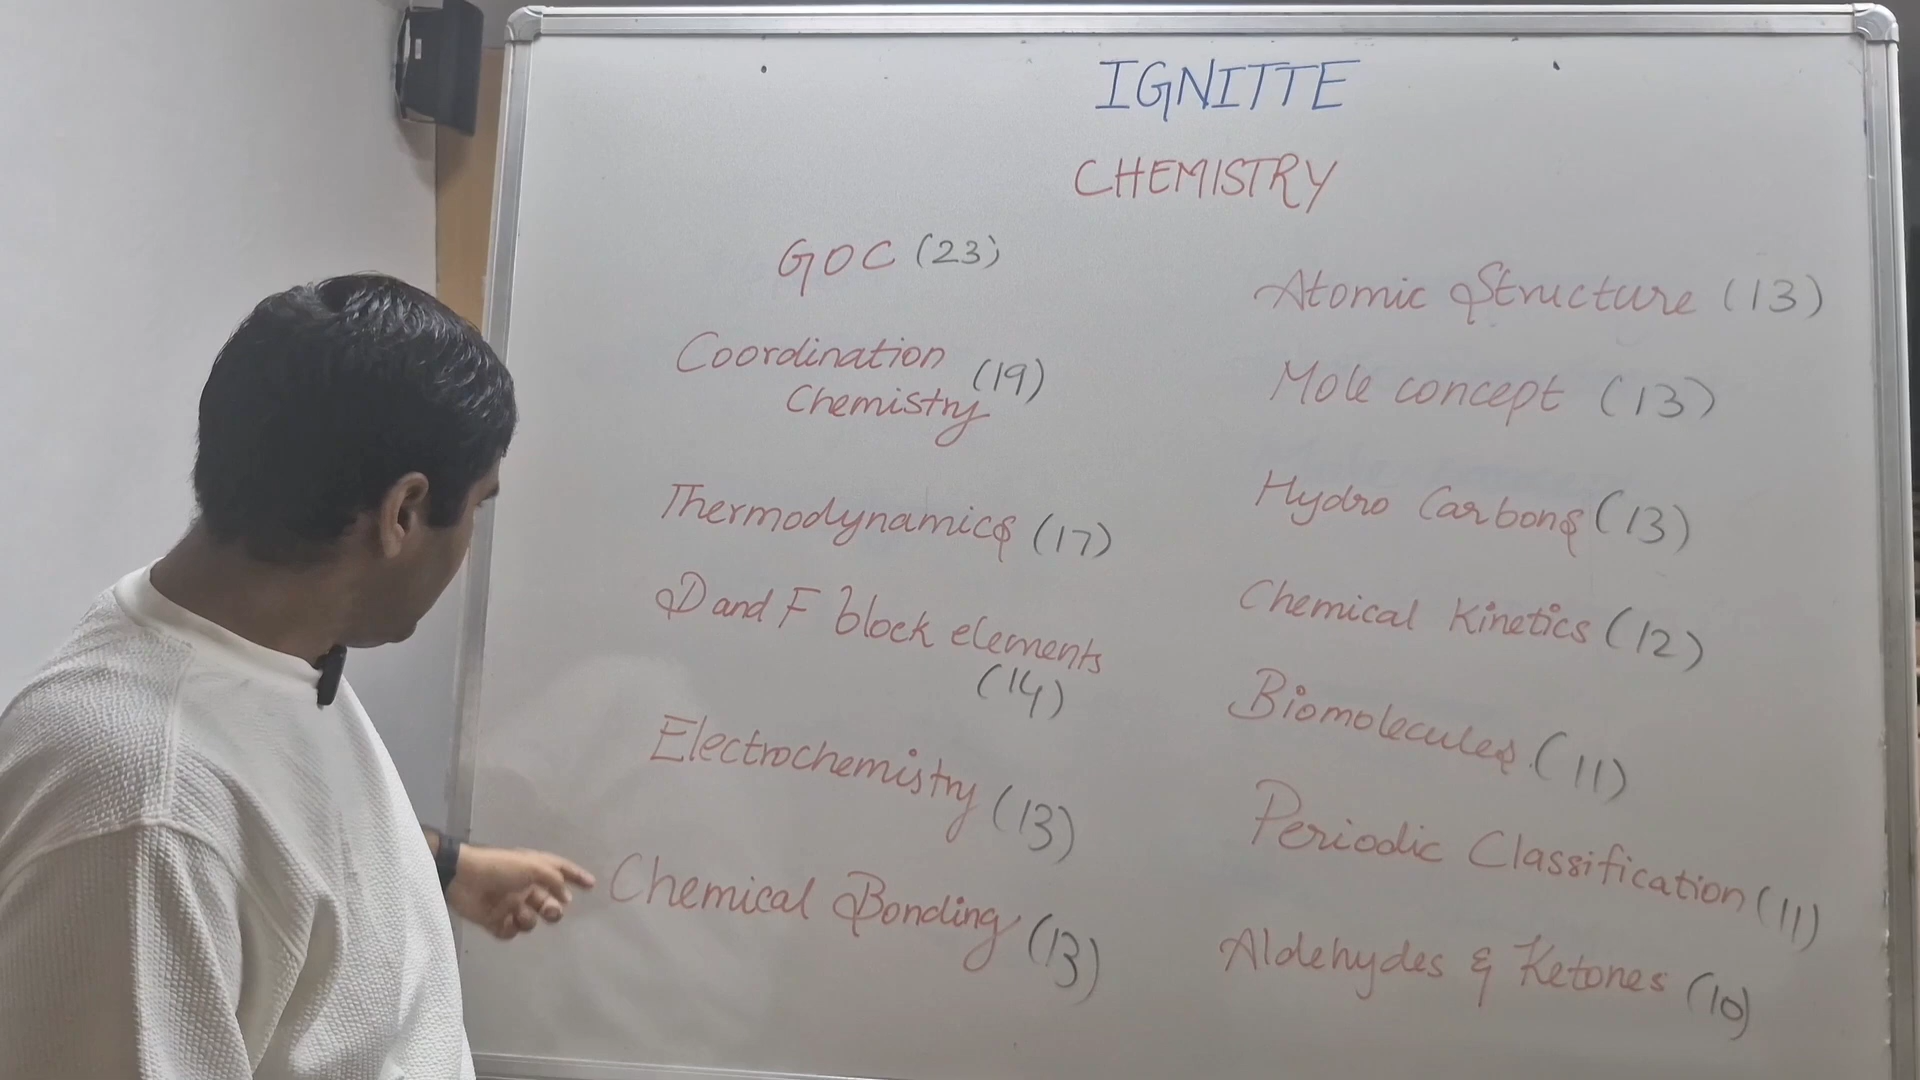 IGNITTE
CHEMISTRY
GOC (23)
Coordination
Chemistry (19)
Thermodynamics (17)
D and F block elements
(14)
Electrochemistry (13)
Chemical Bonding (13)
Atomic Structure (13)
Mole concept (13)
Hydro Carbons (13)
Chemical Kinetics (12)
Biomolecules. (11)
Periodic Classification (11)
Aldehydes & Ketones (10)